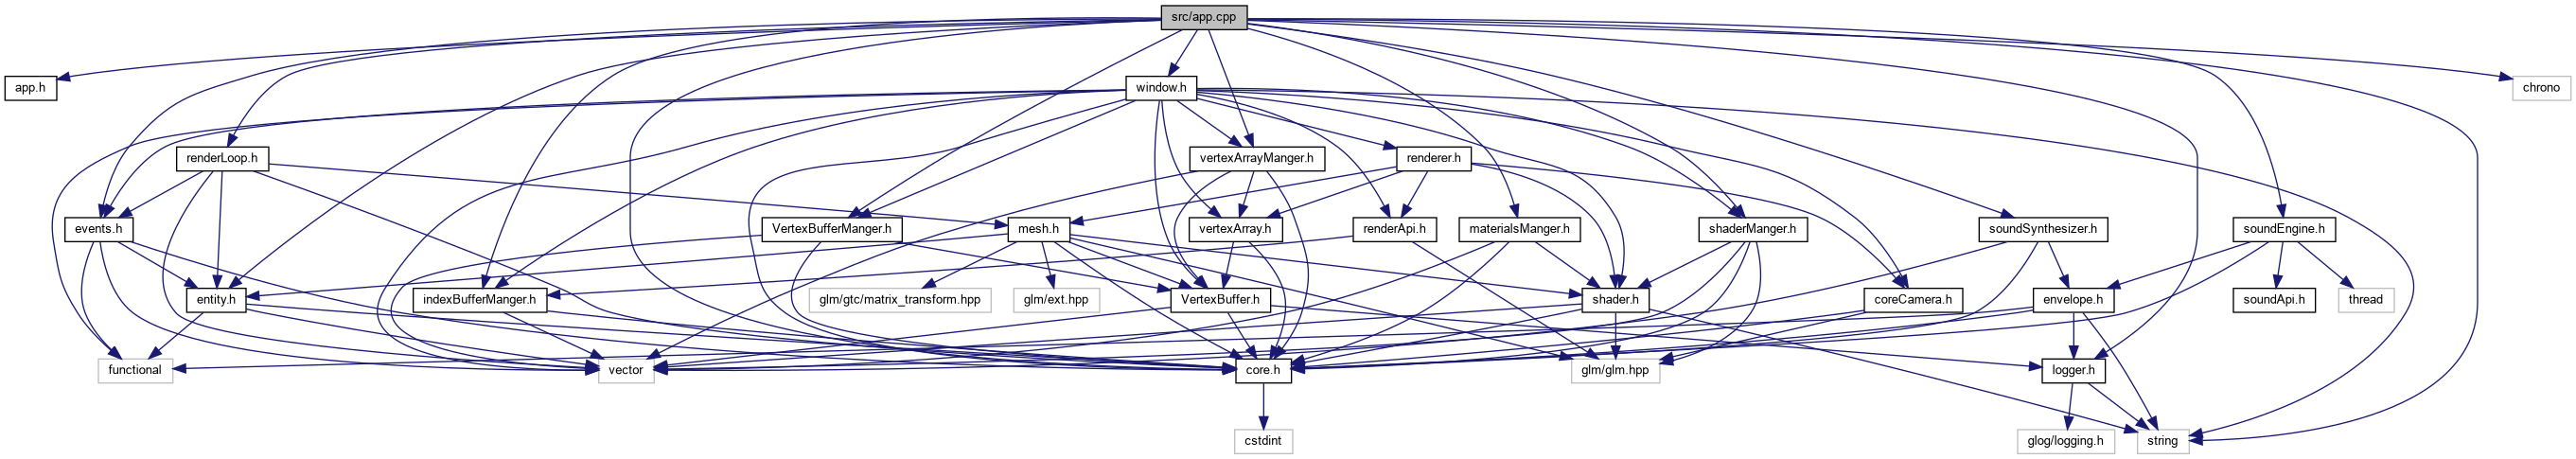 src/app.cpp
app.h
window.h
chrono
renderLoop.h
vertexArrayManger.h
renderer.h
events.h
VertexBufferManger.h
mesh.h
vertexArray.h
renderApi.h
materialsManger.h
shaderManger.h
soundSynthesizer.h
soundEngine.h
entity.h
indexBufferManger.h
glm/gtc/matrix_transform.hpp
glm/ext.hpp
VertexBuffer.h
shader.h
coreCamera.h
envelope.h
soundApi.h
thread
functional
vector
core.h
glm/glm.hpp
logger.h
cstdint
glog/logging.h
string